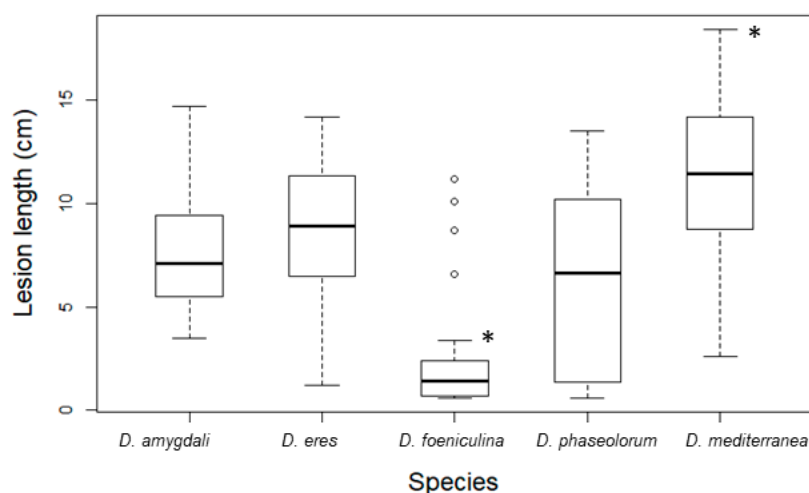 Lesion length (cm)
15
10
5
0
*
*
D. amygdali D. eres D. foeniculina D. phaseolorum D. mediterranea
Species